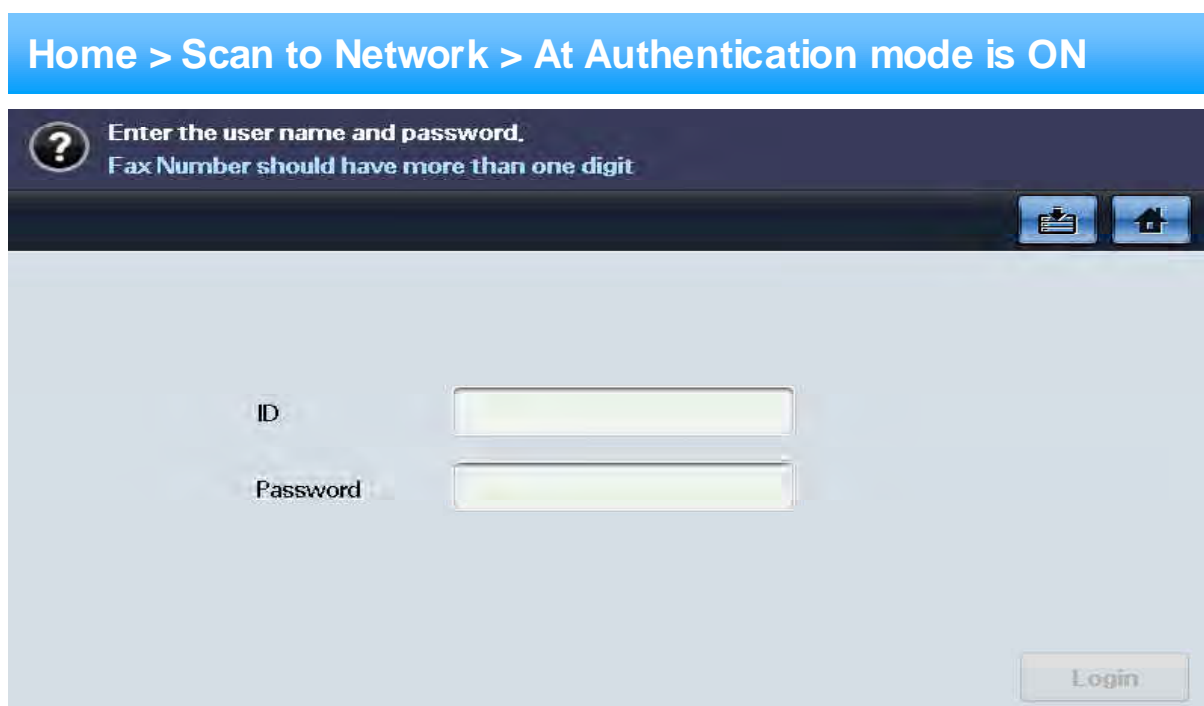 Home > Scan to Network > At Authentication mode is ON
?
Enter the user name and password.
Fax Number should have more than one digit
ID
Password
Login